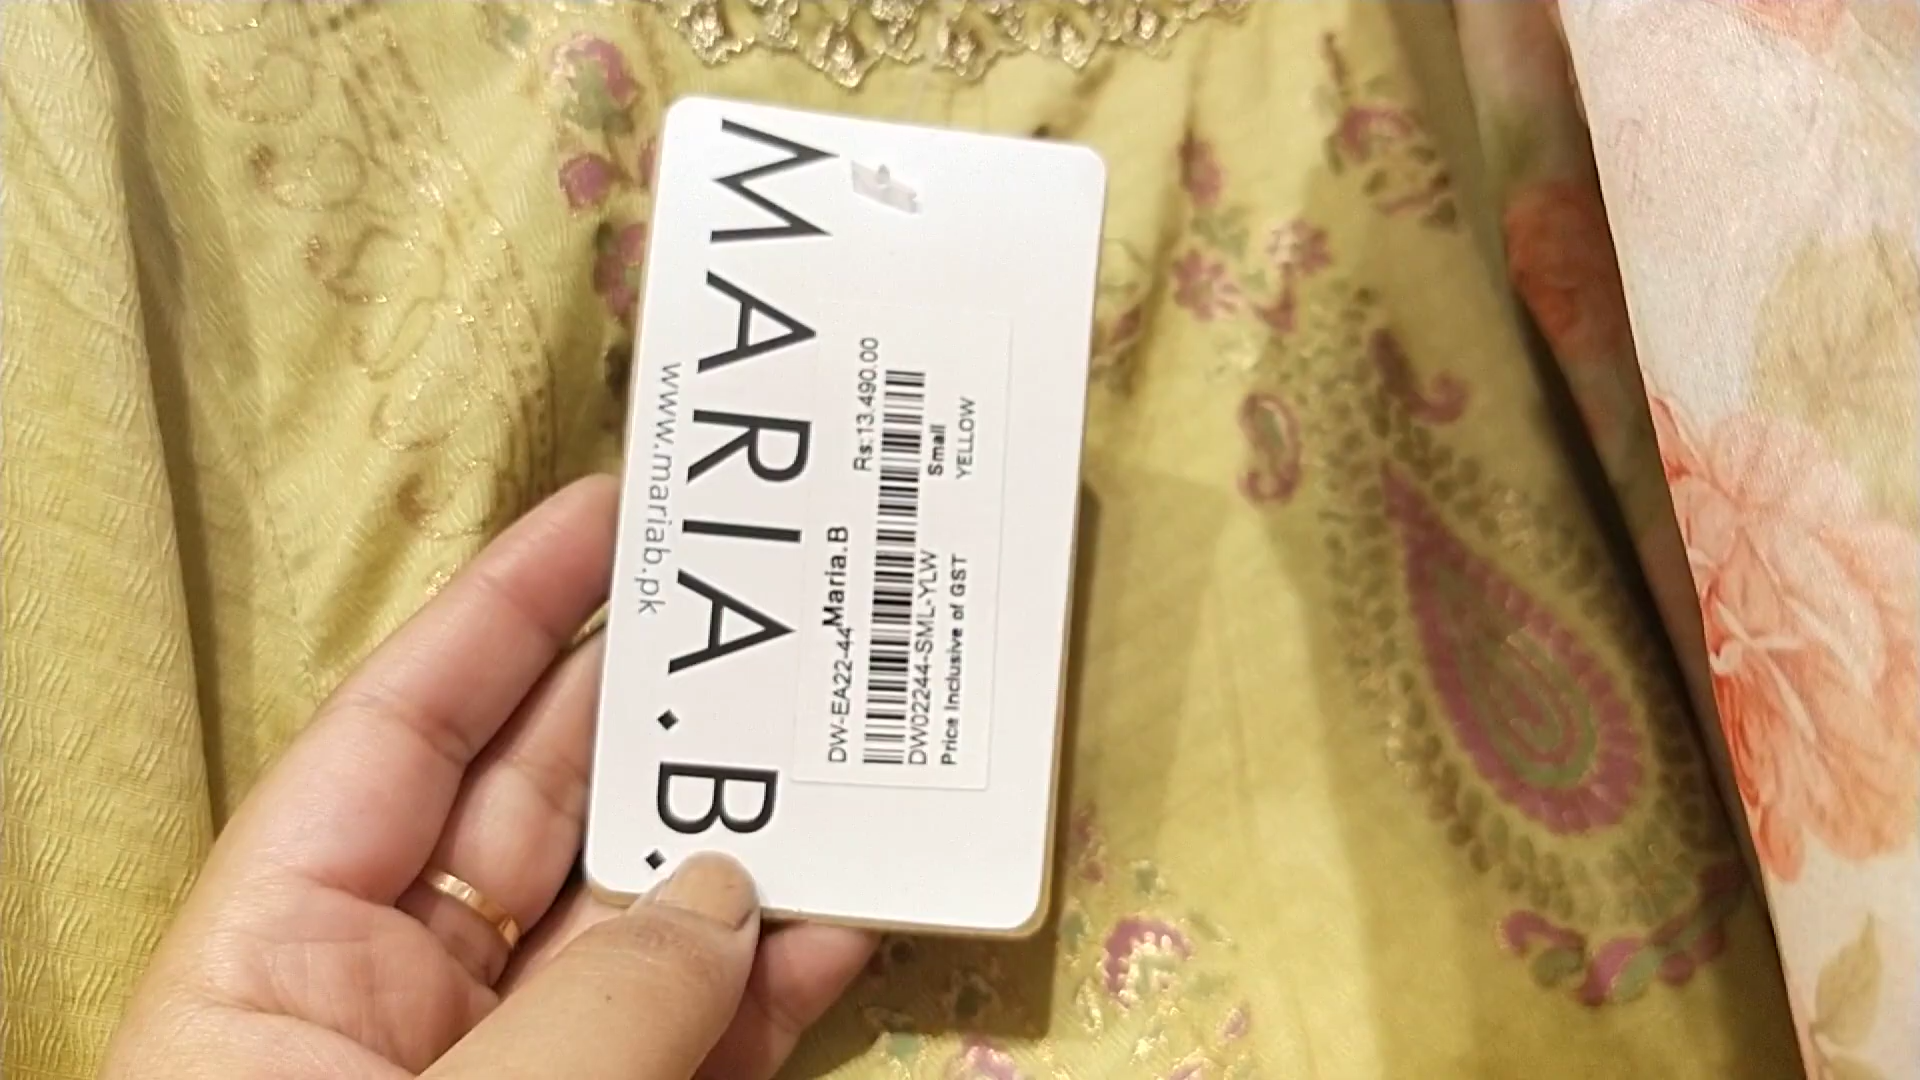 MARIA.B.
www.mariab.pk
Maria.B
DW-EA22-44 Rs:13,490.00
DW02244-SML-YLW Small
Price Inclusive of GST YELLOW